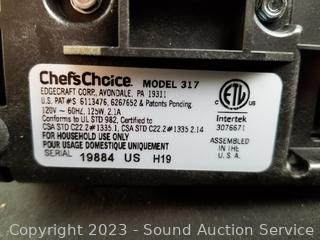 Chef'sChoice. MODEL 317
EDGECRAFT CORP., AVONDALE, PA 19311
U.S. PAT#S 6113476, 6267652 & Patents Pending
120V ~ 60HZ, 125W, 2.1A
Conforms to UL STD 982, Certified to
CSA STD C22.2#1335.1, CSA STD C22.2#1335.2.14
FOR HOUSEHOLD USE ONLY
POUR USAGE DOMESTIQUE UNIQUEMENT
SERIAL 19884 US H19
c ETL us
LISTED
Intertek
3076671
ASSEMBLED
IN THE
U.S.A.
Copyright 2023 - Sound Auction Service